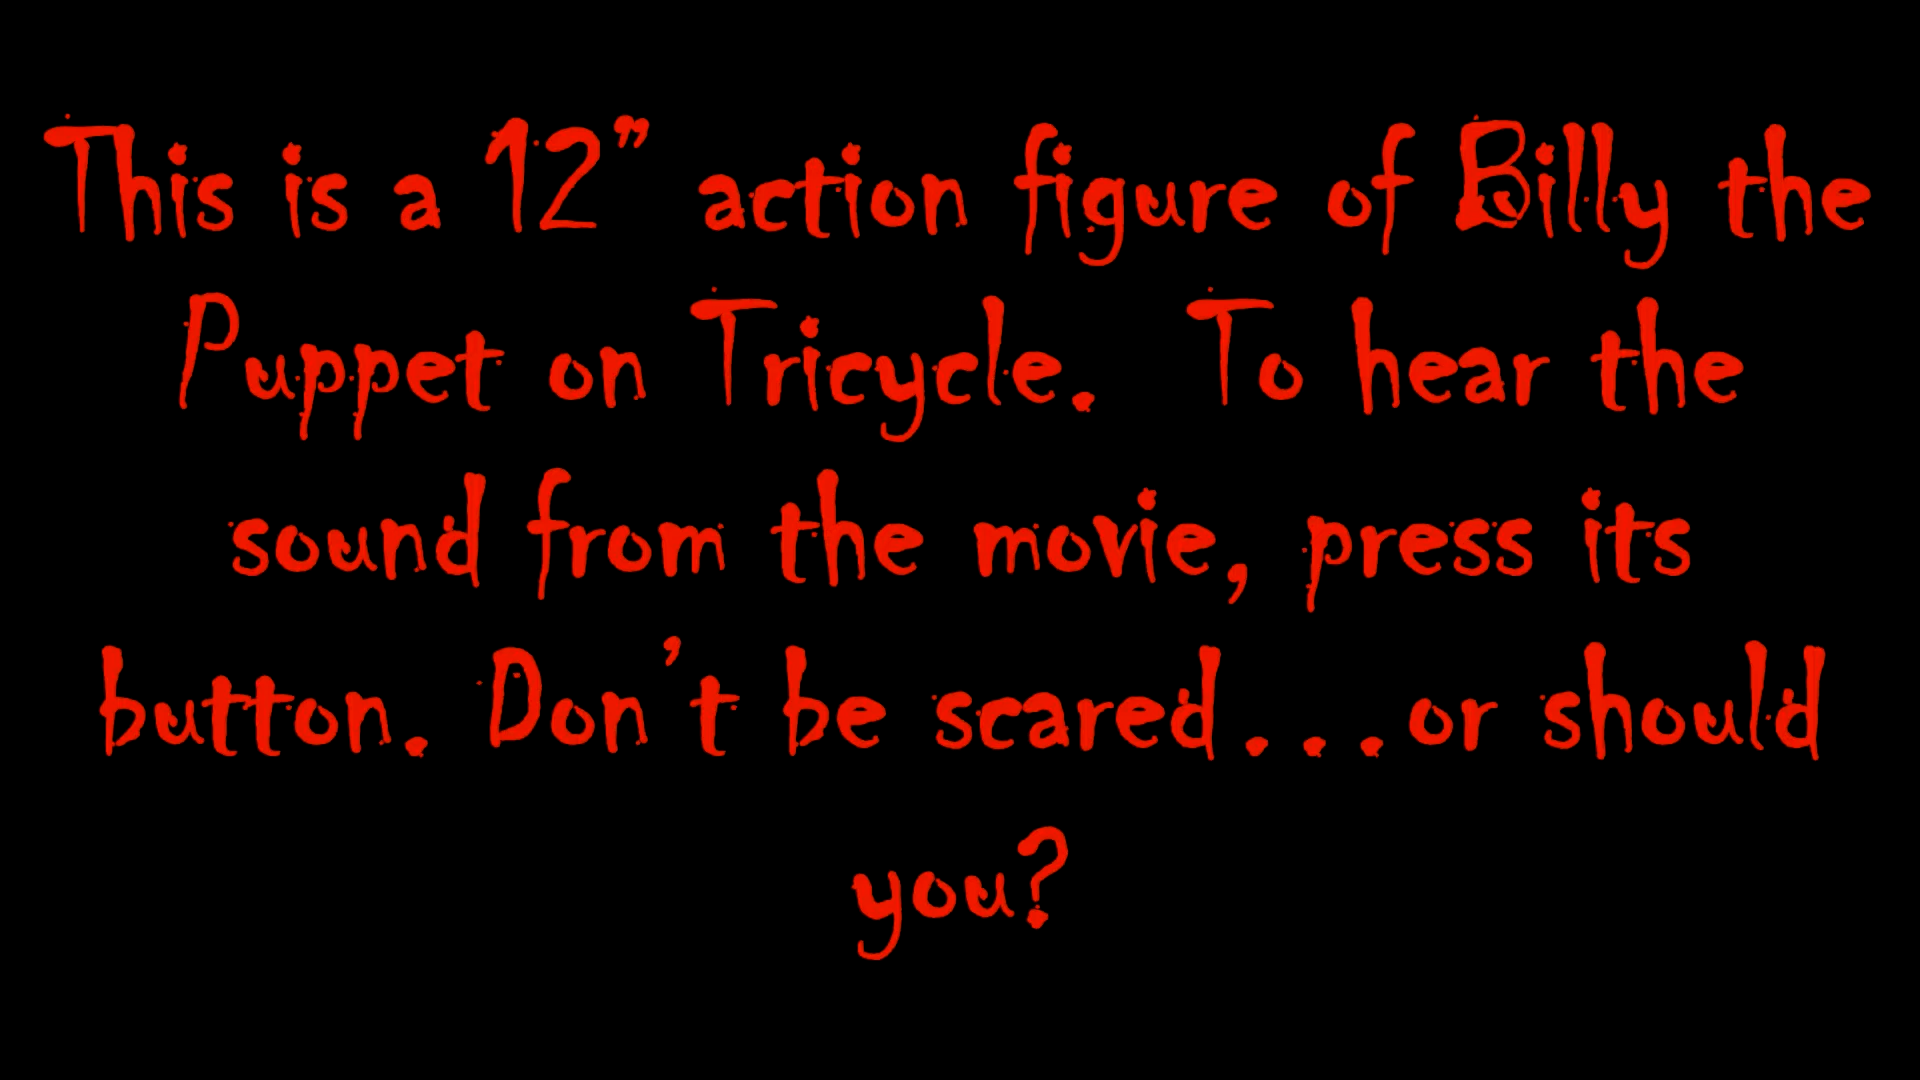 This is a 12” action figure of Billy the
Puppet on Tricycle.  To hear the
sound from the movie, press its
button. Don’t be scared...or should
you?